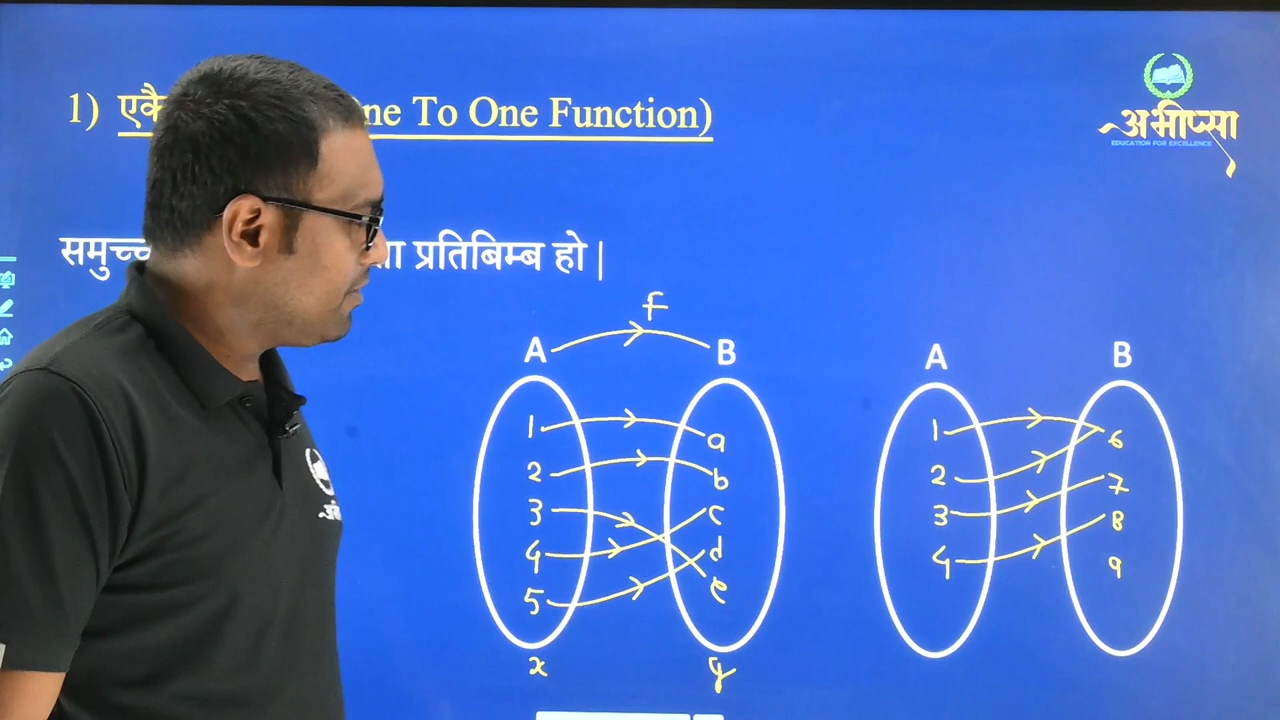 1) एकै ne To One Function)
अभीप्सा
EDUCATION FOR EXCELLENCE
समुच्च ता प्रतिबिम्ब हो |
f
A B A B
1 a 1 6
2 b 2 7
3 c 3 8
4 d 4 9
5 e
x y